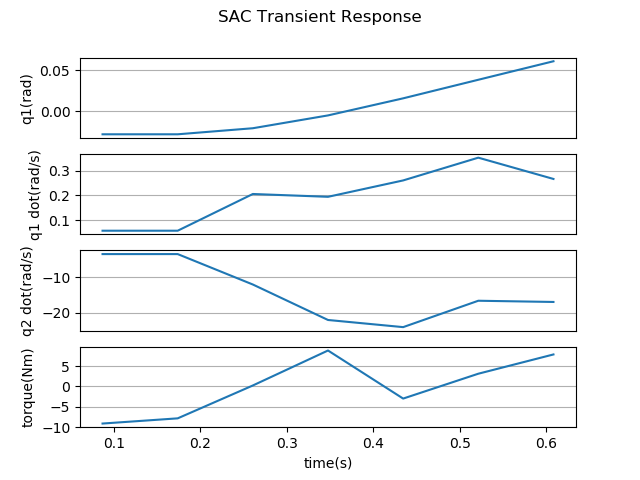 SAC Transient Response
q1(rad)
0.05
0.00
q1 dot(rad/s)
0.3
0.2
0.1
q2 dot(rad/s)
−10
−20
torque(Nm)
5
0
−5
−10
0.1 0.2 0.3 0.4 0.5 0.6
time(s)